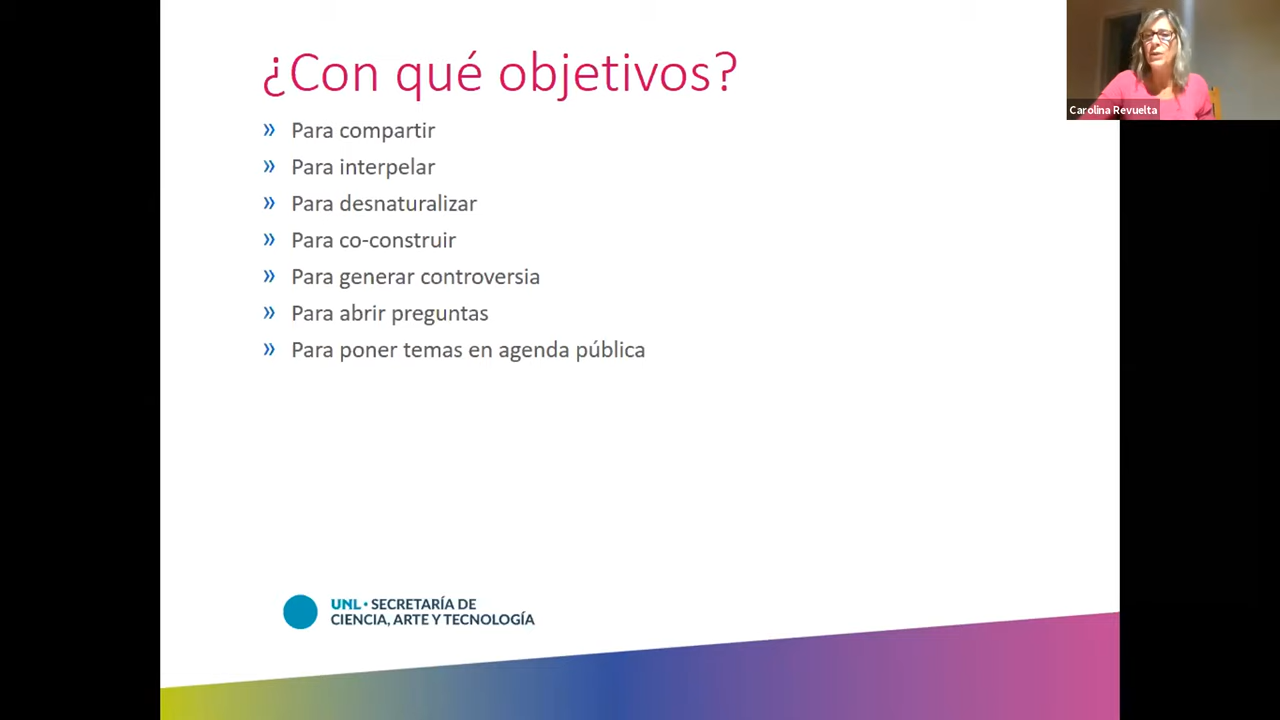 ¿Con qué objetivos?
» Para compartir
» Para interpelar
» Para desnaturalizar
» Para co-construir
» Para generar controversia
» Para abrir preguntas
» Para poner temas en agenda pública
UNL • SECRETARÍA DE
CIENCIA, ARTE Y TECNOLOGÍA
Carolina Revuelta